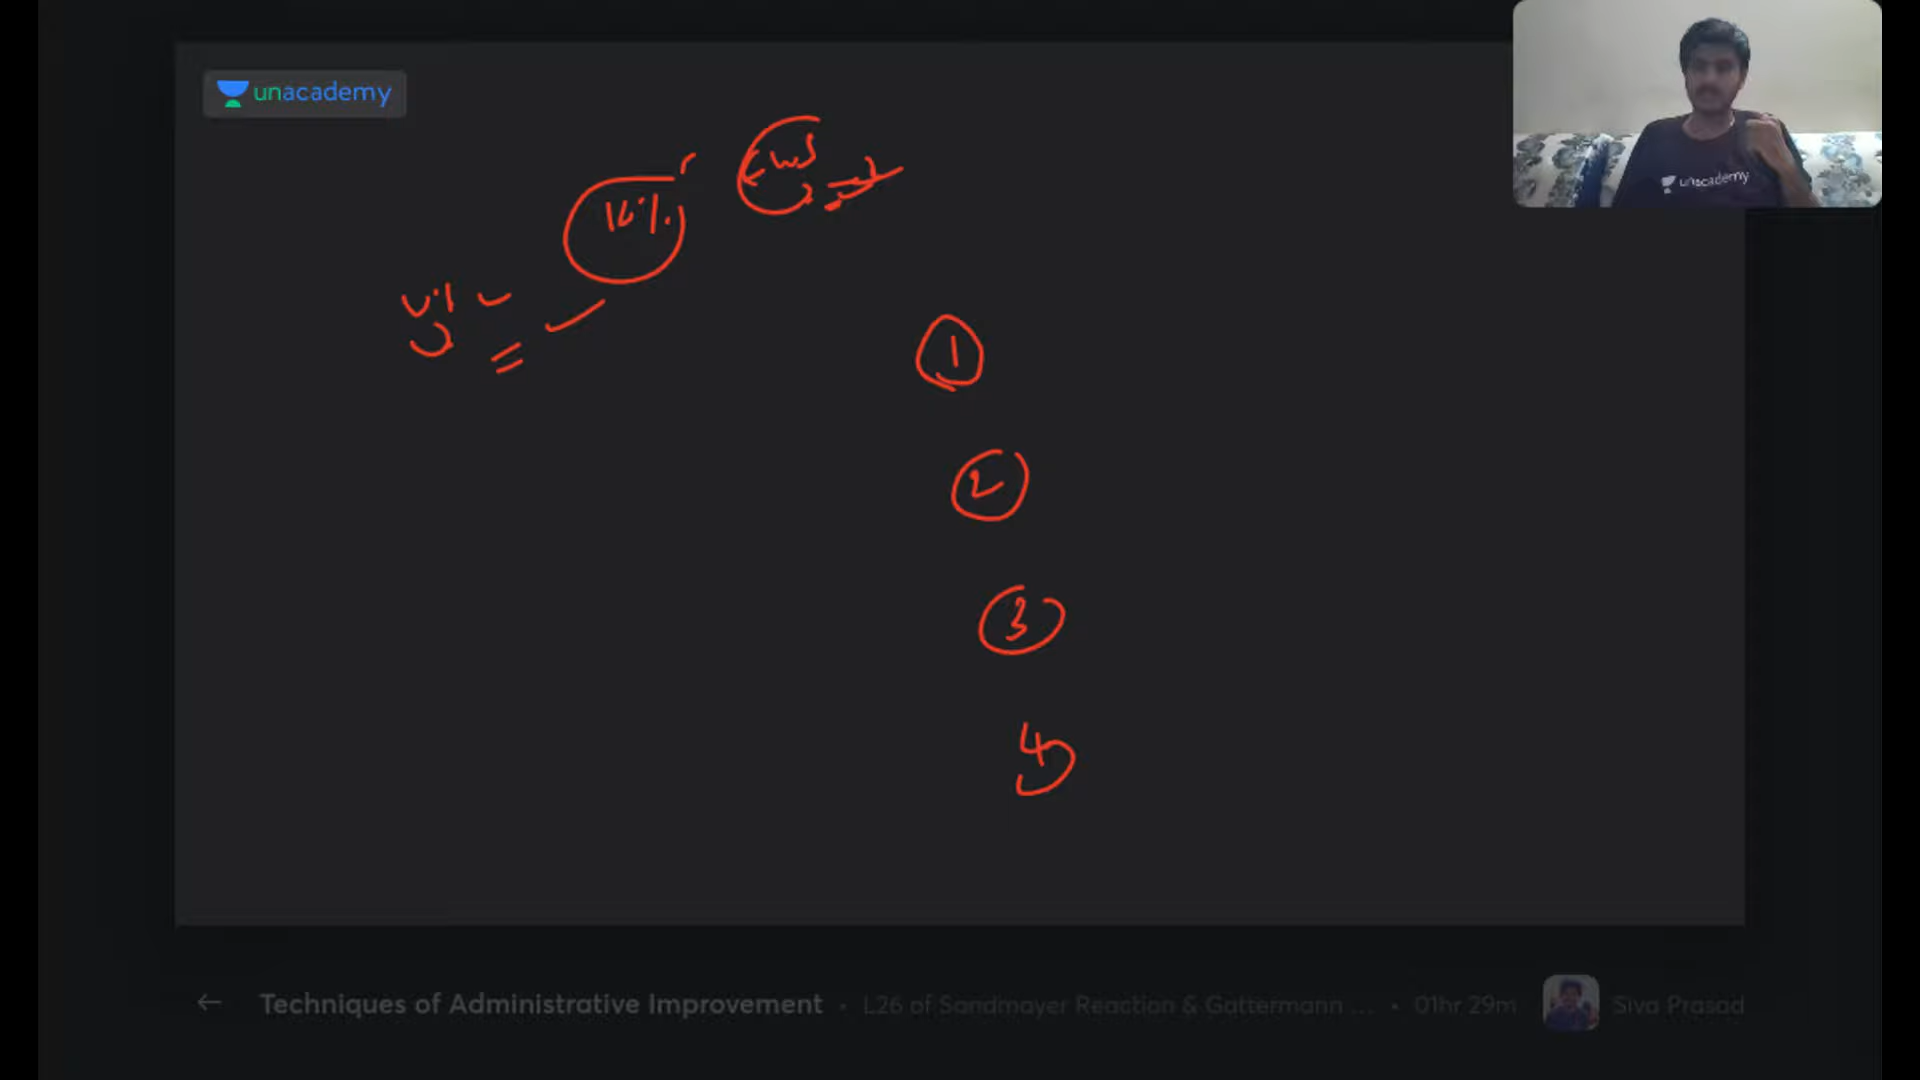 unacademy
EWS
10%
1
2
3
4
unacademy
Techniques of Administrative Improvement • L26 of Sandmayer Reaction & Gattermann ... • 01hr 29m Siva Prasad